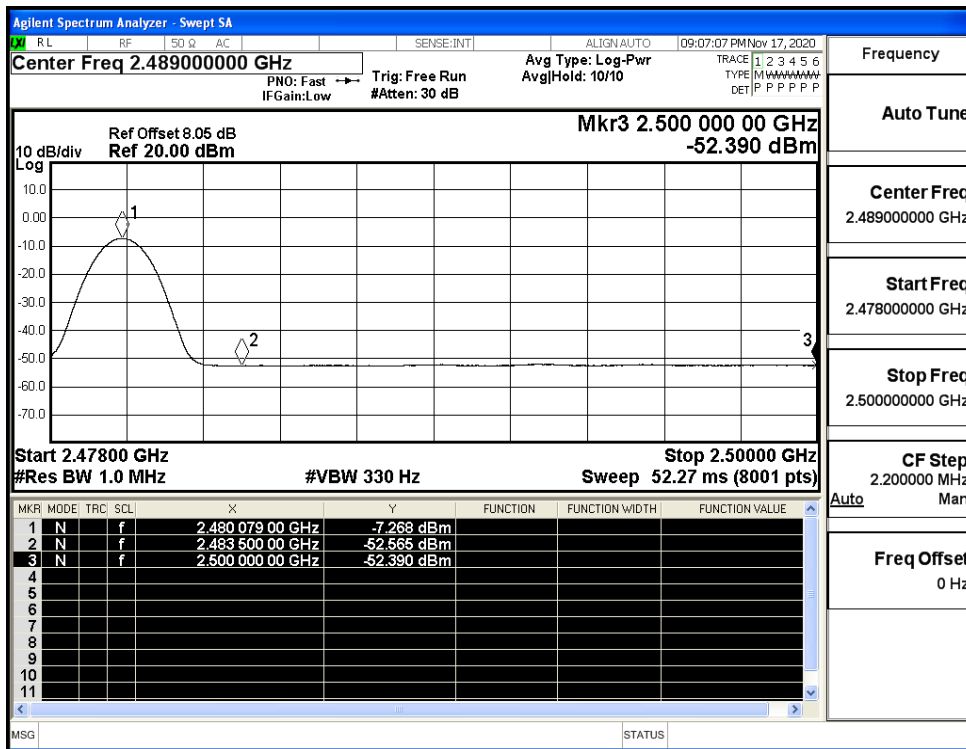 Agilent Spectrum Analyzer - Swept SA
LXI RL RF 50 Ω AC SENSE:INT ALIGN AUTO 09:07:07 PM Nov 17, 2020
Center Freq 2.489000000 GHz
PNO: Fast
IFGain:Low
Trig: Free Run
#Atten: 30 dB
Avg Type: Log-Pwr
Avg|Hold: 10/10
TRACE 1 2 3 4 5 6
TYPE M WWWWW
DET P P P P P P
Frequency
Auto Tune
Center Freq
2.489000000 GHz
Start Freq
2.478000000 GHz
Stop Freq
2.500000000 GHz
CF Step
2.200000 MHz
Auto Man
Freq Offset
0 Hz
Mkr3 2.500 000 00 GHz
-52.390 dBm
Ref Offset 8.05 dB
10 dB/div Ref 20.00 dBm
Log
10.0
0.00
-10.0
-20.0
-30.0
-40.0
-50.0
-60.0
-70.0
1
2
3
Start 2.47800 GHz Stop 2.50000 GHz
#Res BW 1.0 MHz #VBW 330 Hz Sweep 52.27 ms (8001 pts)
MKR MODE TRC SCL X Y FUNCTION FUNCTION WIDTH FUNCTION VALUE
1 N f 2.480 079 00 GHz -7.268 dBm
2 N f 2.483 500 00 GHz -52.565 dBm
3 N f 2.500 000 00 GHz -52.390 dBm
4
5
6
7
8
9
10
11
MSG STATUS